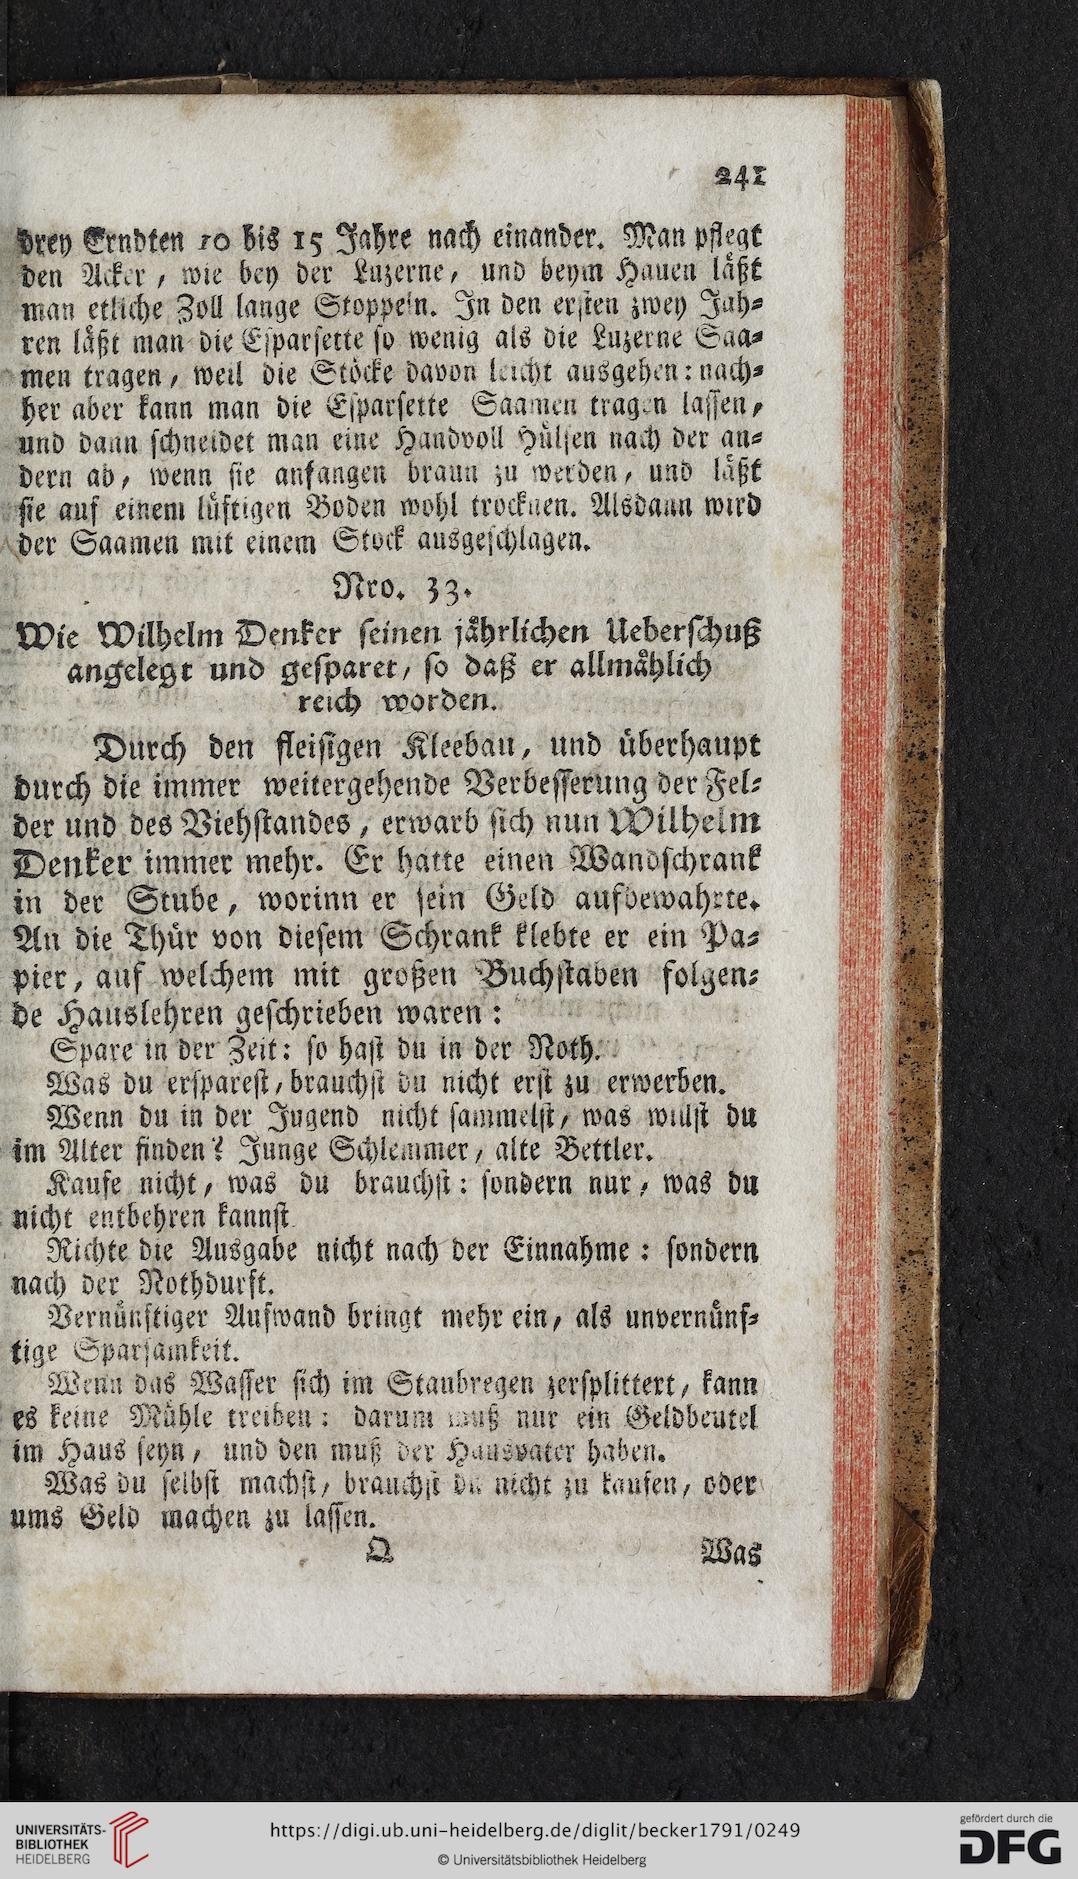 241
drey Erndten 10 bis 15 Jahre nach einander. Man pflegt
den Acker, wie bey der Luzerne, und beym Hauen läßt
man etliche Zoll lange Stoppeln. In den ersten zwey Jah⸗
ren läßt man die Esparsette so wenig als die Luzerne Saa⸗
men tragen, weil die Stöcke davon leicht ausgehen: nach⸗
her aber kann man die Esparsette Saamen tragen lassen,
und dann schneidet man eine Handvoll Hülsen nach der an⸗
dern ab, wenn sie anfangen braun zu werden, und läßt
sie auf einem lüftigen Boden wohl trocknen. Alsdann wird
der Saamen mit einem Stock ausgeschlagen.
Nro. 33.
Wie Wilhelm Denker seinen jährlichen Ueberschuß
angelegt und gesparet, so daß er allmählich
reich worden.
Durch den fleisigen Kleebau, und überhaupt
durch die immer weitergehende Verbesserung der Fel⸗
der und des Viehstandes, erwarb sich nun Wilhelm
Denker immer mehr. Er hatte einen Wandschrank
in der Stube, worinn er sein Geld aufbewahrte.
An die Thür von diesem Schrank klebte er ein Pa⸗
pier, auf welchem mit großen Buchstaben folgen⸗
de Hauslehren geschrieben waren:
Spare in der Zeit: so hast du in der Noth.
Was du ersparest, brauchst du nicht erst zu erwerben.
Wenn du in der Jugend nicht sammelst, was willst du
im Alter finden? Junge Schlemmer, alte Bettler.
Kaufe nicht, was du brauchst: sondern nur, was du
nicht entbehren kannst
Richte die Ausgabe nicht nach der Einnahme: sondern
nach der Nothdurft.
Vernünftiger Aufwand bringt mehr ein, als unvernünf⸗
tige Sparsamkeit.
Wenn das Wasser sich im Staubregen zersplittert, kann
es keine Mühle treiben: darum muß nur ein Geldbeutel
im Haus seyn, und den muß der Hausvater haben.
Was du selbst machst, brauchst du nicht zu kaufen, oder
ums Geld machen zu lassen.
Q Was
UNIVERSITÄTS-
BIBLIOTHEK
HEIDELBERG
https://digi.ub.uni-heidelberg.de/diglit/becker1791/0249
© Universitätsbibliothek Heidelberg
gefördert durch die
DFG